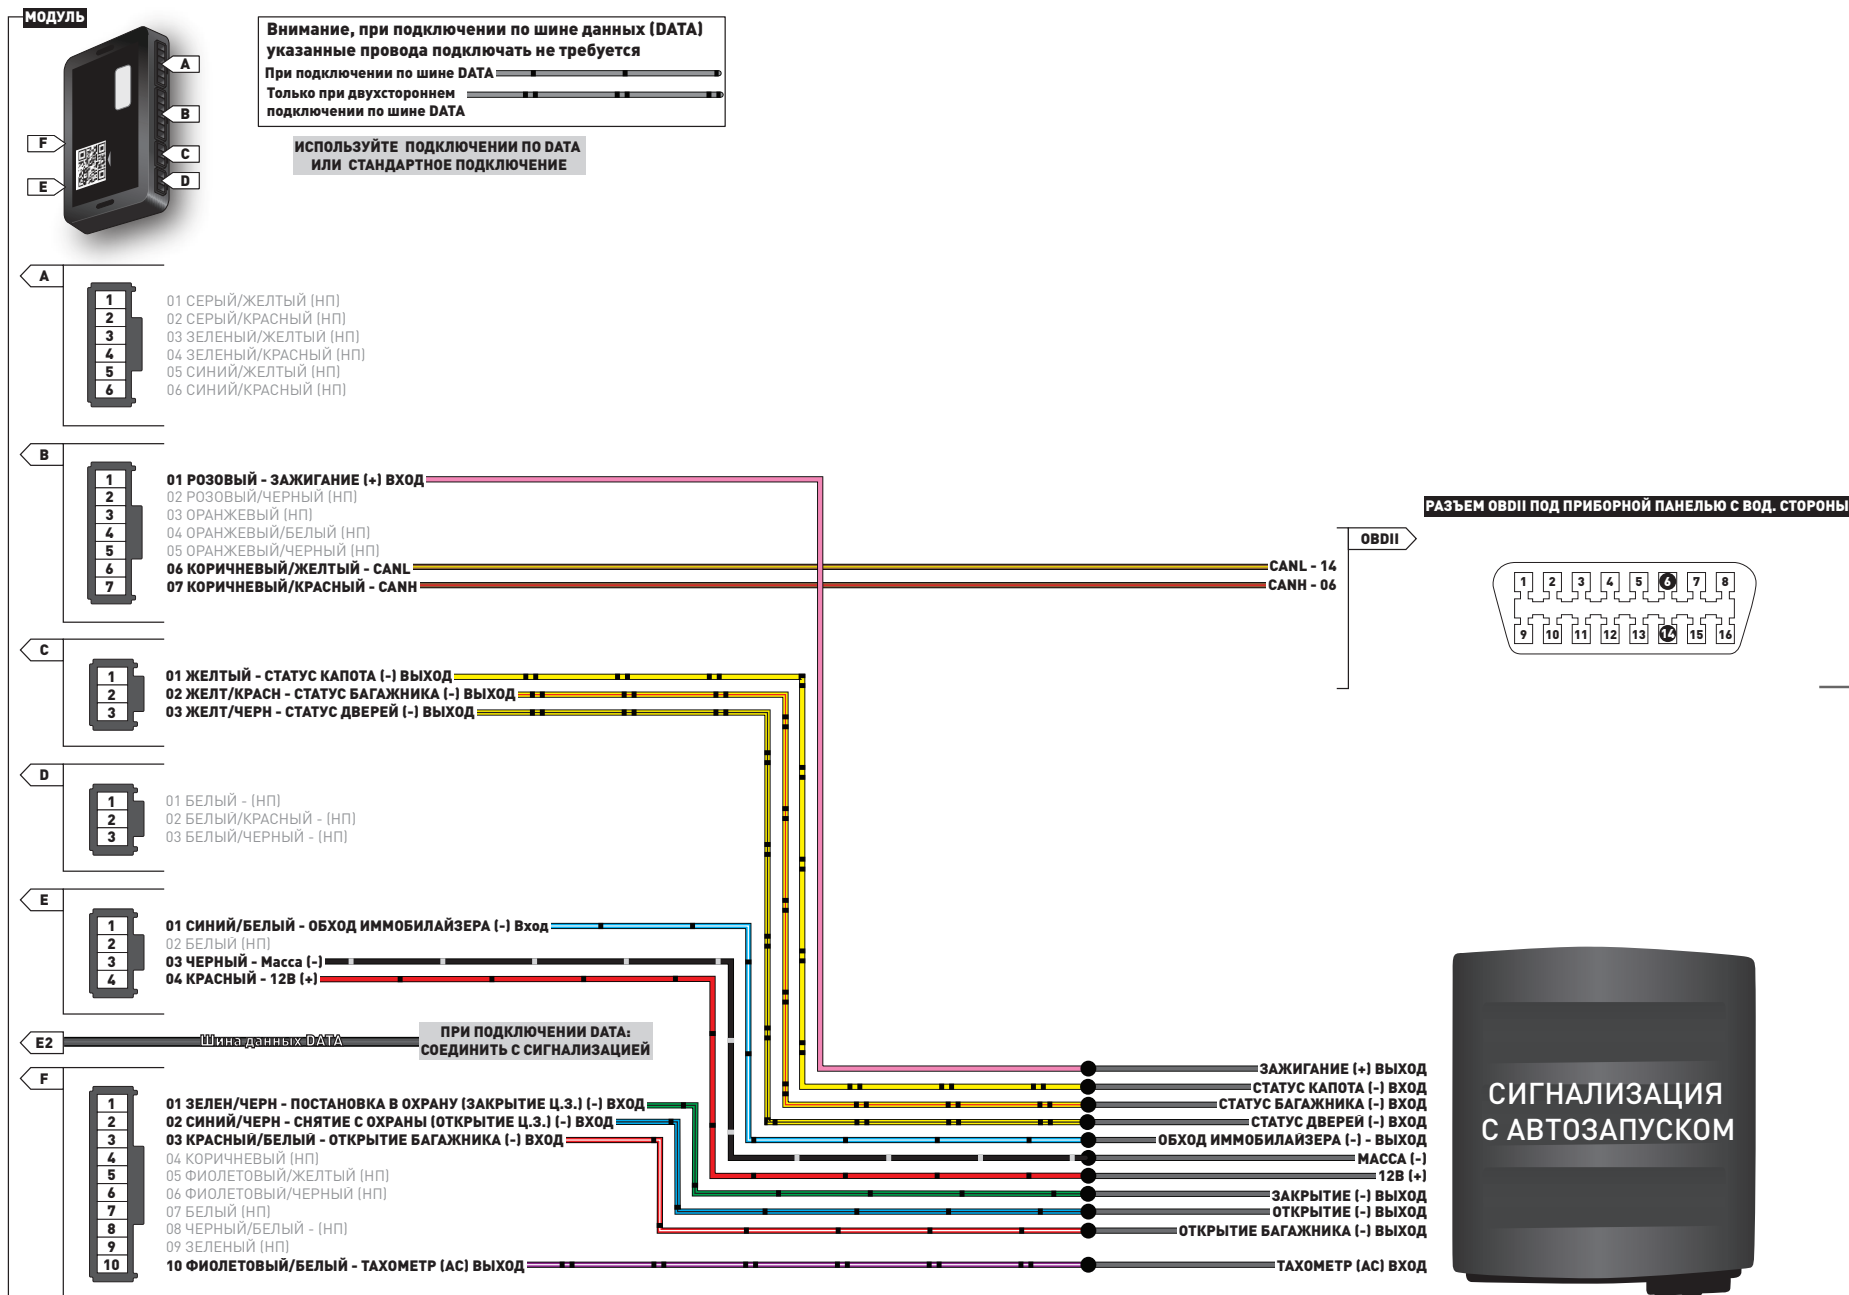 МОДУЛЬ
A
B
C
D
F
E
Внимание, при подключении по шине данных (DATA)
указанные провода подключать не требуется
При подключении по шине DATA
Только при двухстороннем
подключении по шине DATA
ИСПОЛЬЗУЙТЕ ПОДКЛЮЧЕНИИ ПО DATA
ИЛИ СТАНДАРТНОЕ ПОДКЛЮЧЕНИЕ
A
1
2
3
4
5
6
01 СЕРЫЙ/ЖЕЛТЫЙ (НП)
02 СЕРЫЙ/КРАСНЫЙ (НП)
03 ЗЕЛЕНЫЙ/ЖЕЛТЫЙ (НП)
04 ЗЕЛЕНЫЙ/КРАСНЫЙ (НП)
05 СИНИЙ/ЖЕЛТЫЙ (НП)
06 СИНИЙ/КРАСНЫЙ (НП)
B
1
2
3
4
5
6
7
01 РОЗОВЫЙ - ЗАЖИГАНИЕ (+) ВХОД
02 РОЗОВЫЙ/ЧЕРНЫЙ (НП)
03 ОРАНЖЕВЫЙ (НП)
04 ОРАНЖЕВЫЙ/БЕЛЫЙ (НП)
05 ОРАНЖЕВЫЙ/ЧЕРНЫЙ (НП)
06 КОРИЧНЕВЫЙ/ЖЕЛТЫЙ - CANL
07 КОРИЧНЕВЫЙ/КРАСНЫЙ - CANH
CANL - 14
CANH - 06
OBDII
РАЗЪЕМ OBDII ПОД ПРИБОРНОЙ ПАНЕЛЬЮ С ВОД. СТОРОНЫ
1 2 3 4 5 6 7 8
9 10 11 12 13 14 15 16
C
1
2
3
01 ЖЕЛТЫЙ - СТАТУС КАПОТА (-) ВЫХОД
02 ЖЕЛТ/КРАСН - СТАТУС БАГАЖНИКА (-) ВЫХОД
03 ЖЕЛТ/ЧЕРН - СТАТУС ДВЕРЕЙ (-) ВЫХОД
D
1
2
3
01 БЕЛЫЙ - (НП)
02 БЕЛЫЙ/КРАСНЫЙ - (НП)
03 БЕЛЫЙ/ЧЕРНЫЙ - (НП)
E
1
2
3
4
01 СИНИЙ/БЕЛЫЙ - ОБХОД ИММОБИЛАЙЗЕРА (-) Вход
02 БЕЛЫЙ (НП)
03 ЧЕРНЫЙ - Масса (-)
04 КРАСНЫЙ - 12В (+)
E2
Шина данных DATA
ПРИ ПОДКЛЮЧЕНИИ DATA:
СОЕДИНИТЬ С СИГНАЛИЗАЦИЕЙ
F
1
2
3
4
5
6
7
8
9
10
01 ЗЕЛЕН/ЧЕРН - ПОСТАНОВКА В ОХРАНУ (ЗАКРЫТИЕ Ц.З.) (-) ВХОД
02 СИНИЙ/ЧЕРН - СНЯТИЕ С ОХРАНЫ (ОТКРЫТИЕ Ц.З.) (-) ВХОД
03 КРАСНЫЙ/БЕЛЫЙ - ОТКРЫТИЕ БАГАЖНИКА (-) ВХОД
04 КОРИЧНЕВЫЙ (НП)
05 ФИОЛЕТОВЫЙ/ЖЕЛТЫЙ (НП)
06 ФИОЛЕТОВЫЙ/ЧЕРНЫЙ (НП)
07 БЕЛЫЙ (НП)
08 ЧЕРНЫЙ/БЕЛЫЙ - (НП)
09 ЗЕЛЕНЫЙ (НП)
10 ФИОЛЕТОВЫЙ/БЕЛЫЙ - ТАХОМЕТР (АС) ВЫХОД
ЗАЖИГАНИЕ (+) ВЫХОД
СТАТУС КАПОТА (-) ВХОД
СТАТУС БАГАЖНИКА (-) ВХОД
СТАТУС ДВЕРЕЙ (-) ВХОД
ОБХОД ИММОБИЛАЙЗЕРА (-) - ВЫХОД
МАССА (-)
12В (+)
ЗАКРЫТИЕ (-) ВЫХОД
ОТКРЫТИЕ (-) ВЫХОД
ОТКРЫТИЕ БАГАЖНИКА (-) ВЫХОД
ТАХОМЕТР (АС) ВХОД
СИГНАЛИЗАЦИЯ
С АВТОЗАПУСКОМ